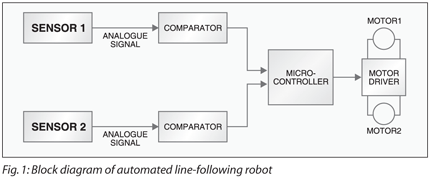 SENSOR 1
ANALOGUE
SIGNAL
COMPARATOR
MOTOR1
MICRO-
CONTROLLER
MOTOR
DRIVER
SENSOR 2
ANALOGUE
SIGNAL
COMPARATOR
MOTOR2
Fig. 1: Block diagram of automated line-following robot